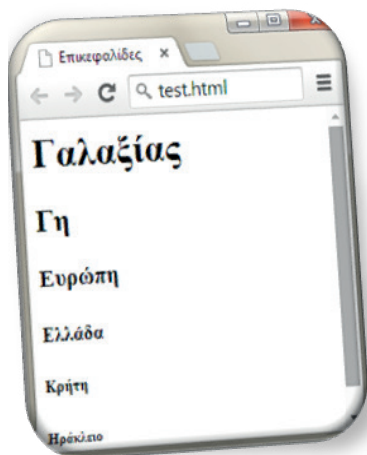 Επικεφαλίδες
test.html
Γαλαξίας
Γη
Ευρώπη
Ελλάδα
Κρήτη
Ηράκλειο